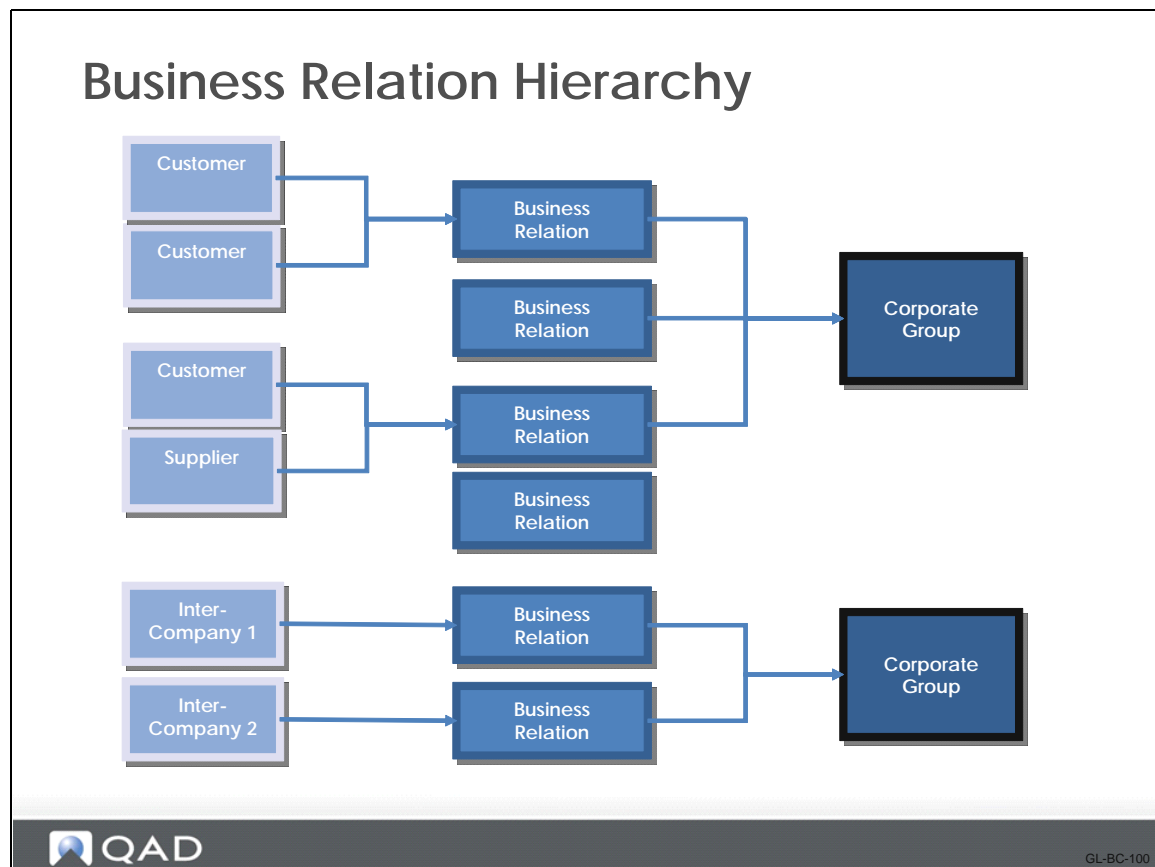 Business Relation Hierarchy
Customer
Customer
Customer
Supplier
Inter-
Company 1
Inter-
Company 2
Business
Relation
Business
Relation
Business
Relation
Business
Relation
Business
Relation
Business
Relation
Corporate
Group
Corporate
Group
QAD
GL-BC-100